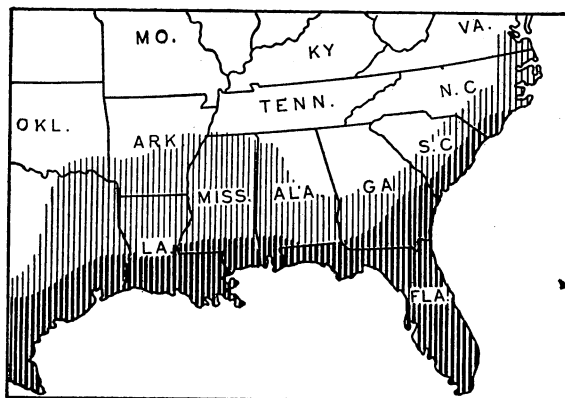 MO.
KY
VA.
TENN.
N.C
OKL.
ARK
S.C
MISS.
ALA
GA
LA.
FLA.